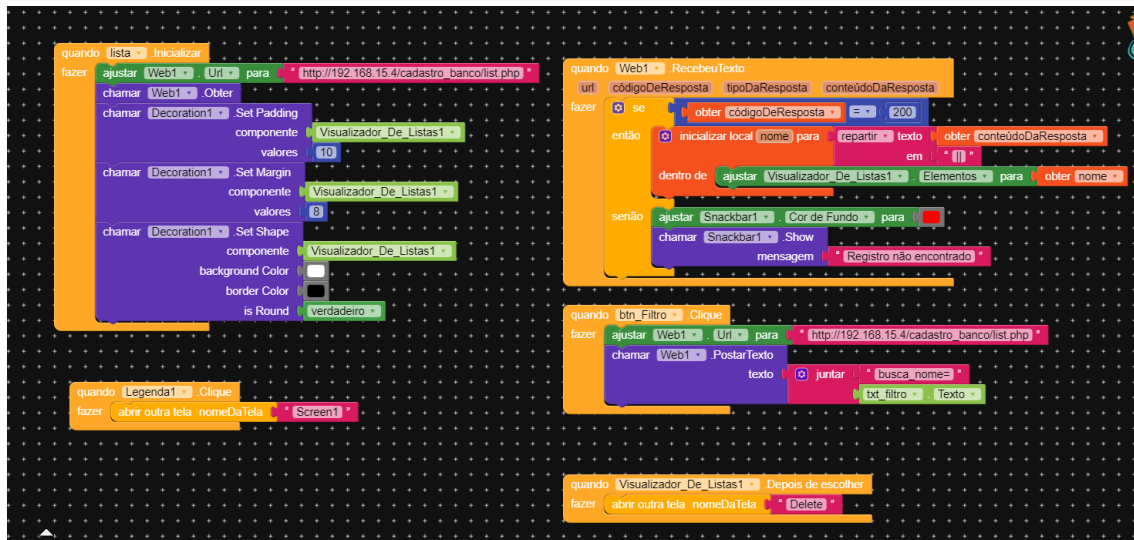 quando lista .Inicializar
fazer ajustar Web1 . Url para " http://192.168.15.4/cadastro_banco/list.php "
chamar Web1 .Obter
chamar Decoration1 .Set Padding
componente Visualizador_De_Listas1
valores 10
chamar Decoration1 .Set Margin
componente Visualizador_De_Listas1
valores 8
chamar Decoration1 .Set Shape
componente Visualizador_De_Listas1
background Color
border Color
is Round verdadeiro
quando Legenda1 .Clique
fazer abrir outra tela nomeDaTela " Screen1 "
quando Web1 .RecebeuTexto
url códigoDeResposta tipoDaResposta conteúdoDaResposta
fazer se obter códigoDeResposta = 200
então inicializar local nome para repartir texto obter conteúdoDaResposta
em " || "
dentro de ajustar Visualizador_De_Listas1 . Elementos para obter nome
senão ajustar Snackbar1 . Cor de Fundo para
chamar Snackbar1 .Show
mensagem " Registro não encontrado "
quando btn_Filtro .Clique
fazer ajustar Web1 . Url para " http://192.168.15.4/cadastro_banco/list.php "
chamar Web1 .PostarTexto
texto juntar " busca_nome= "
txt_filtro . Texto
quando Visualizador_De_Listas1 .Depois de escolher
fazer abrir outra tela nomeDaTela " Delete "